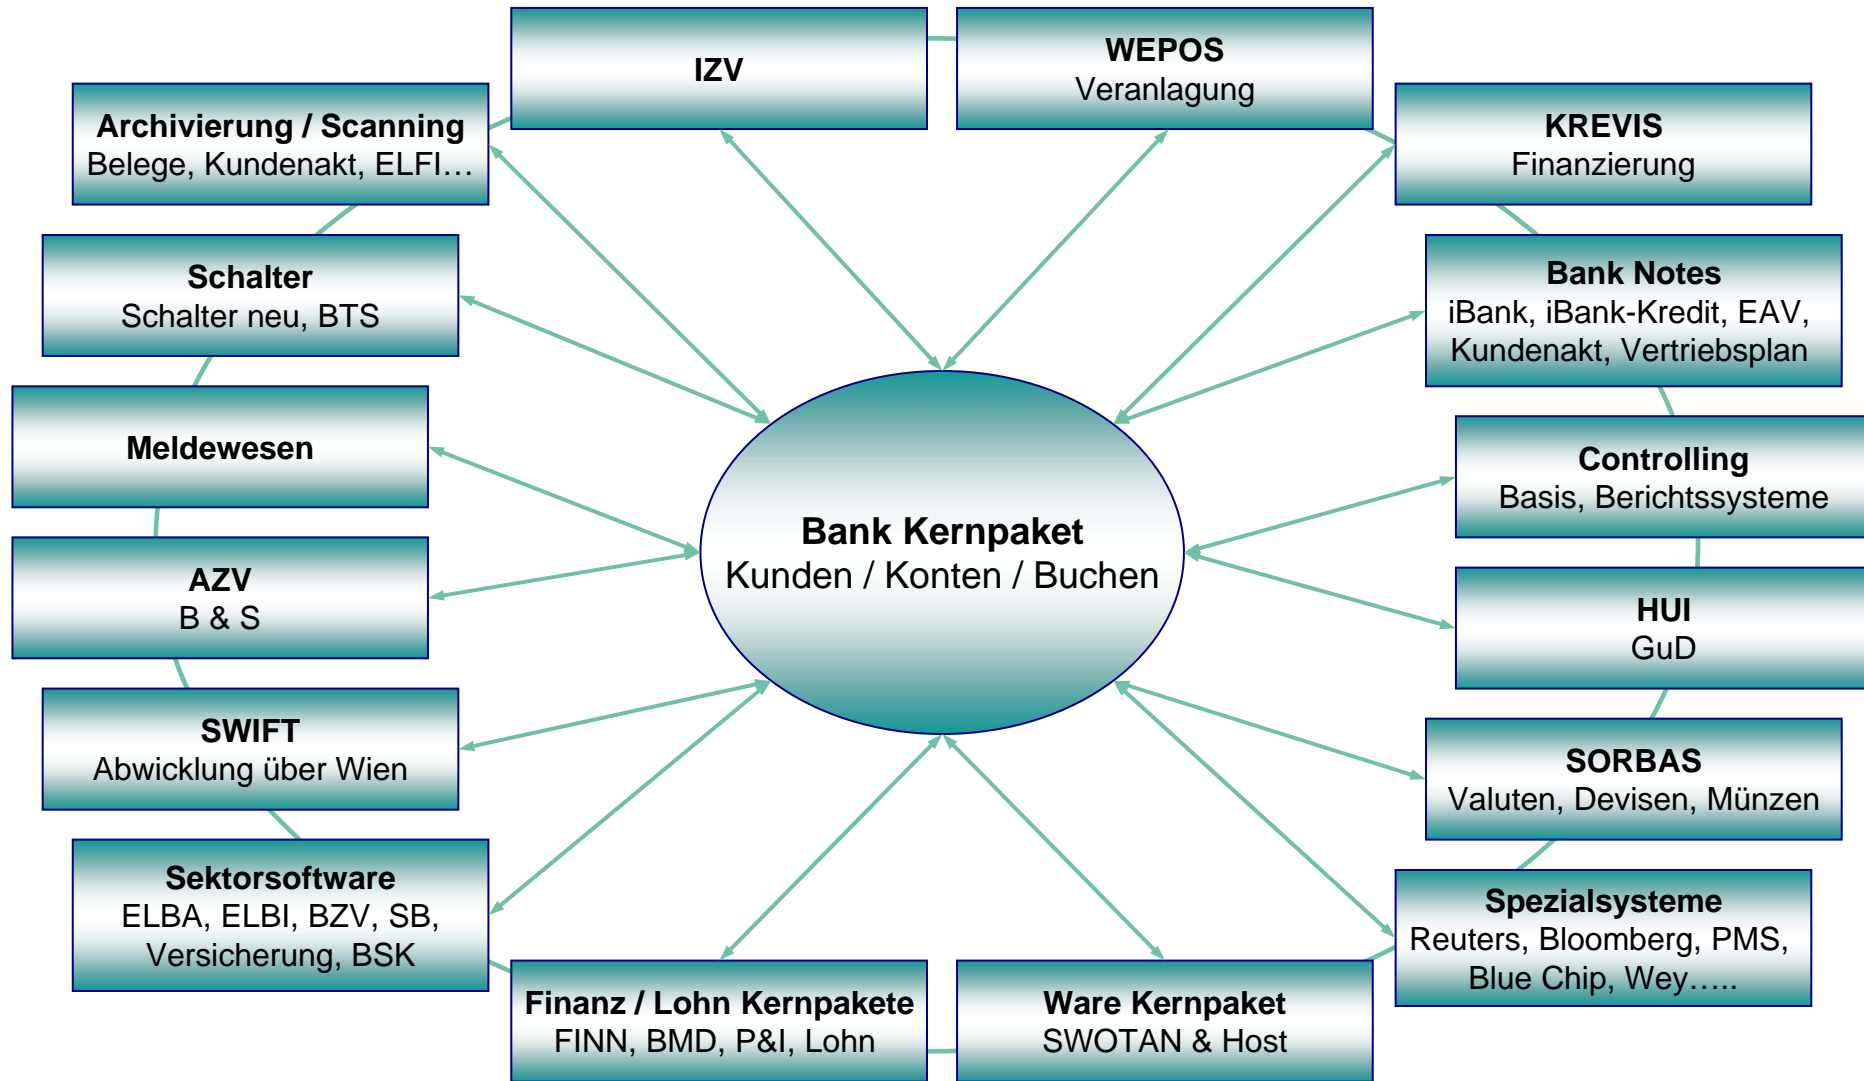 IZV
WEPOS
Veranlagung
Archivierung / Scanning
Belege, Kundenakt, ELFI…
KREVIS
Finanzierung
Schalter
Schalter neu, BTS
Bank Notes
iBank, iBank-Kredit, EAV,
Kundenakt, Vertriebsplan
Meldewesen
Controlling
Basis, Berichtssysteme
Bank Kernpaket
Kunden / Konten / Buchen
AZV
B & S
HUI
GuD
SWIFT
Abwicklung über Wien
SORBAS
Valuten, Devisen, Münzen
Sektorsoftware
ELBA, ELBI, BZV, SB,
Versicherung, BSK
Spezialsysteme
Reuters, Bloomberg, PMS,
Blue Chip, Wey…..
Finanz / Lohn Kernpakete
FINN, BMD, P&I, Lohn
Ware Kernpaket
SWOTAN & Host